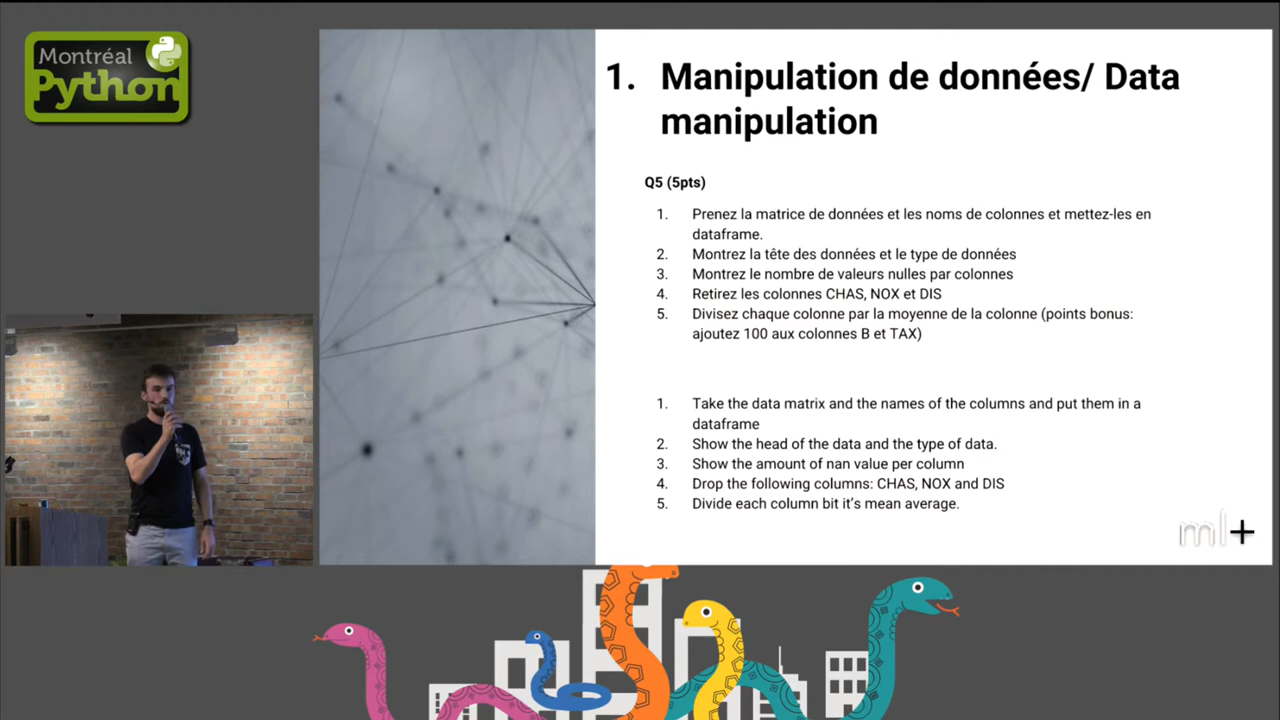 Montréal
Python
1. Manipulation de données/ Data
manipulation
Q5 (5pts)
1. Prenez la matrice de données et les noms de colonnes et mettez-les en
dataframe.
2. Montrez la tête des données et le type de données
3. Montrez le nombre de valeurs nulles par colonnes
4. Retirez les colonnes CHAS, NOX et DIS
5. Divisez chaque colonne par la moyenne de la colonne (points bonus:
ajoutez 100 aux colonnes B et TAX)
1. Take the data matrix and the names of the columns and put them in a
dataframe
2. Show the head of the data and the type of data.
3. Show the amount of nan value per column
4. Drop the following columns: CHAS, NOX and DIS
5. Divide each column bit it’s mean average.
ml+